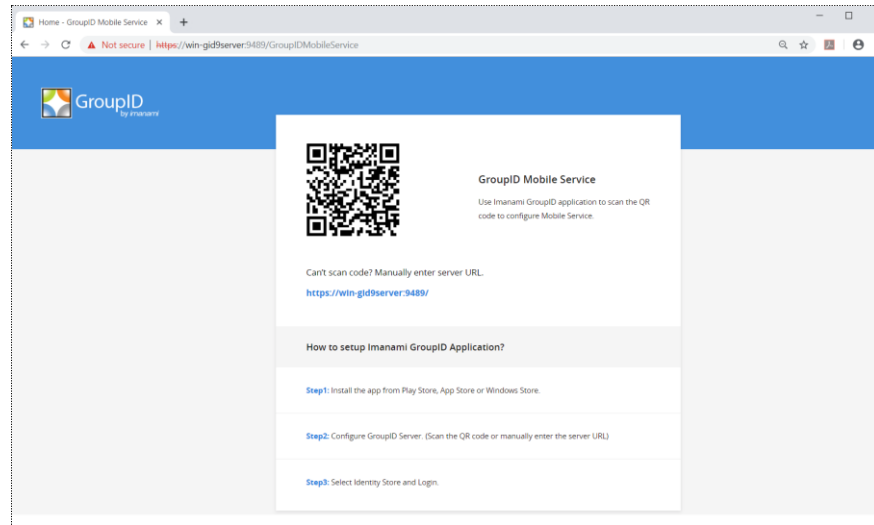 Home - GroupID Mobile Service
Not secure | https://win-gid9server:9489/GroupIDMobileService
GroupID
by imanami
GroupID Mobile Service
Use Imanami GroupID application to scan the QR
code to configure Mobile Service.
Can't scan code? Manually enter server URL.
https://win-gid9server:9489/
How to setup Imanami GroupID Application?
Step1: Install the app from Play Store, App Store or Windows Store.
Step2: Configure GroupID Server. (Scan the QR code or manually enter the server URL)
Step3: Select Identity Store and Login.